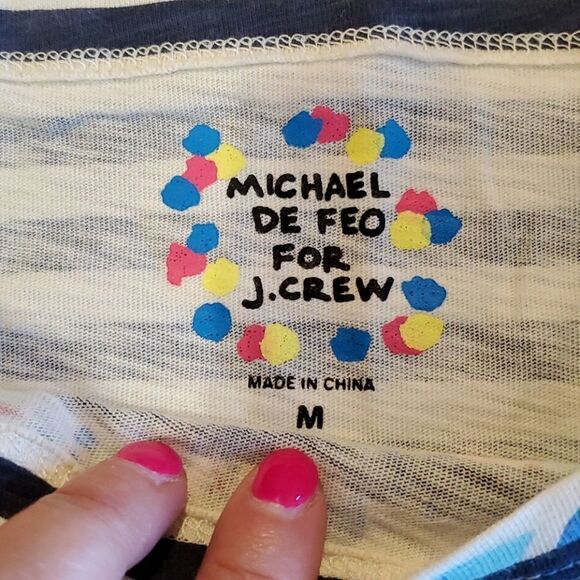 MICHAEL
DE FEO
FOR
J.CREW
MADE IN CHINA
M